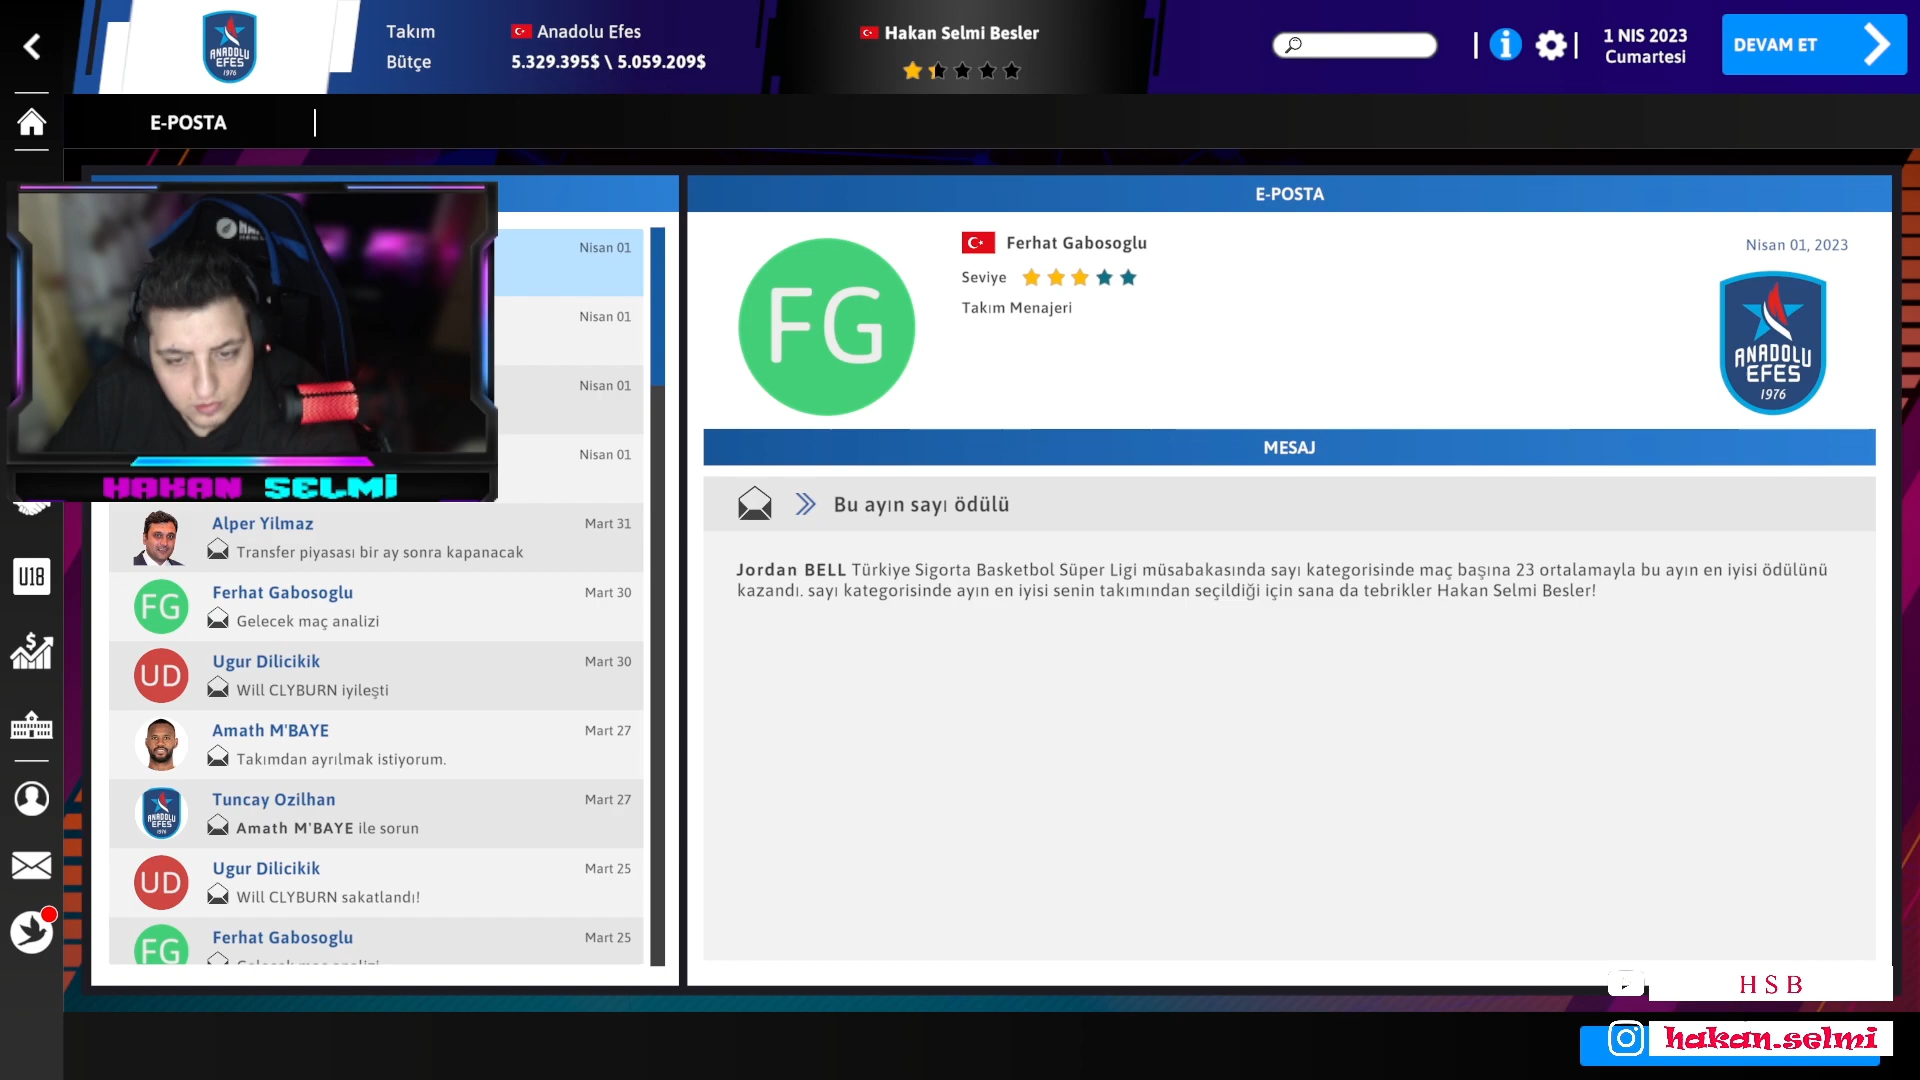 Takım
Anadolu Efes
Bütçe
5.329.395$ \ 5.059.209$
Hakan Selmi Besler
1 NIS 2023
Cumartesi
DEVAM ET
ANADOLU
EFES
1976
E-POSTA
Nisan 01
Nisan 01
Nisan 01
Nisan 01
HAKAN SELMİ
Alper Yilmaz
Mart 31
Transfer piyasası bir ay sonra kapanacak
FG
Ferhat Gabosoglu
Mart 30
Gelecek maç analizi
UD
Ugur Dilicikik
Mart 30
Will CLYBURN iyileşti
Amath M'BAYE
Mart 27
Takımdan ayrılmak istiyorum.
Tuncay Ozilhan
Mart 27
Amath M'BAYE ile sorun
UD
Ugur Dilicikik
Mart 25
Will CLYBURN sakatlandı!
FG
Ferhat Gabosoglu
Mart 25
U18
E-POSTA
FG
Ferhat Gabosoglu
Nisan 01, 2023
Seviye
Takım Menajeri
ANADOLU
EFES
1976
MESAJ
Bu ayın sayı ödülü
Jordan BELL Türkiye Sigorta Basketbol Süper Ligi müsabakasında sayı kategorisinde maç başına 23 ortalamayla bu ayın en iyisi ödülünü
kazandı. sayı kategorisinde ayın en iyisi senin takımından seçildiği için sana da tebrikler Hakan Selmi Besler!
HSB
hakan.selmi